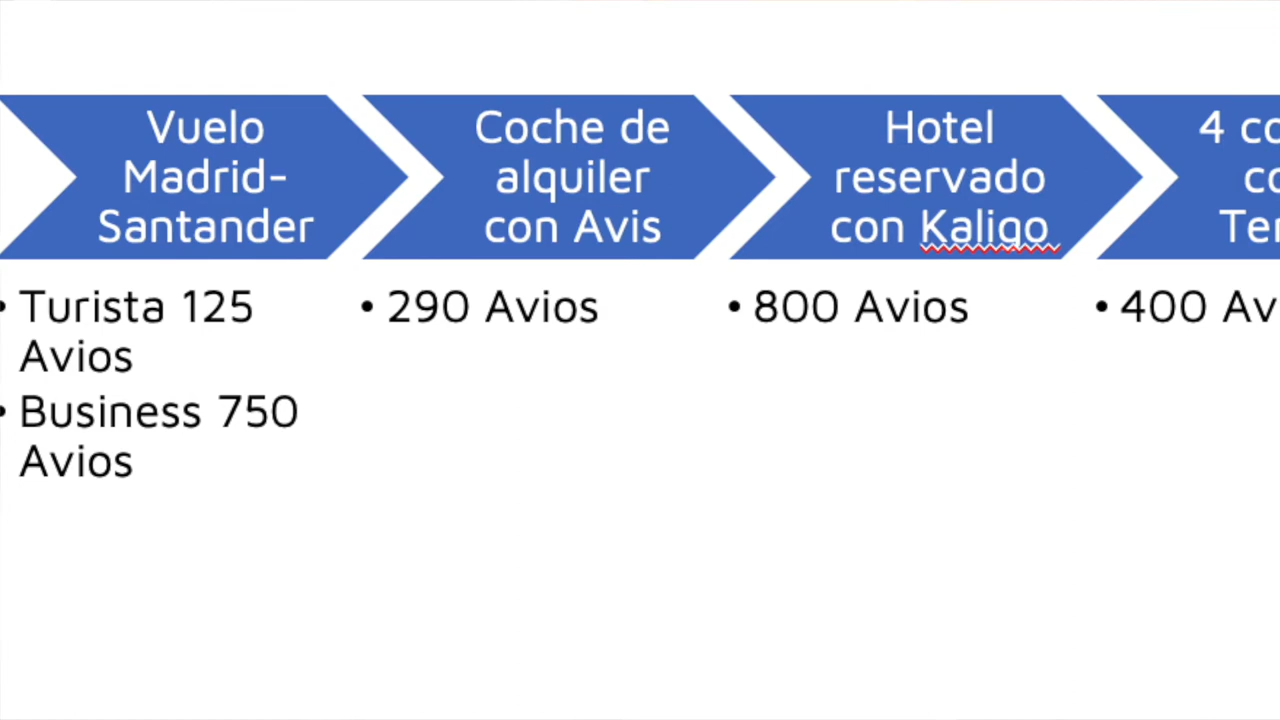 Vuelo
Madrid-
Santander
Coche de
alquiler
con Avis
Hotel
reservado
con Kaligo
4
• Turista 125
Avios
• Business 750
Avios
• 290 Avios
• 800 Avios
• 400